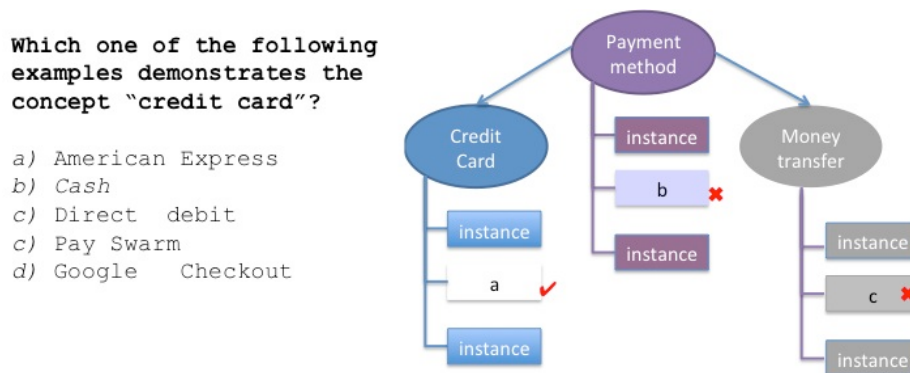 Which one of the following
examples demonstrates the
concept “credit card”?
a) American Express
b) Cash
c) Direct debit
c) Pay Swarm
d) Google Checkout
Payment
method
Credit
Card
Money
transfer
instance
b
instance
instance
a
instance
instance
c
instance